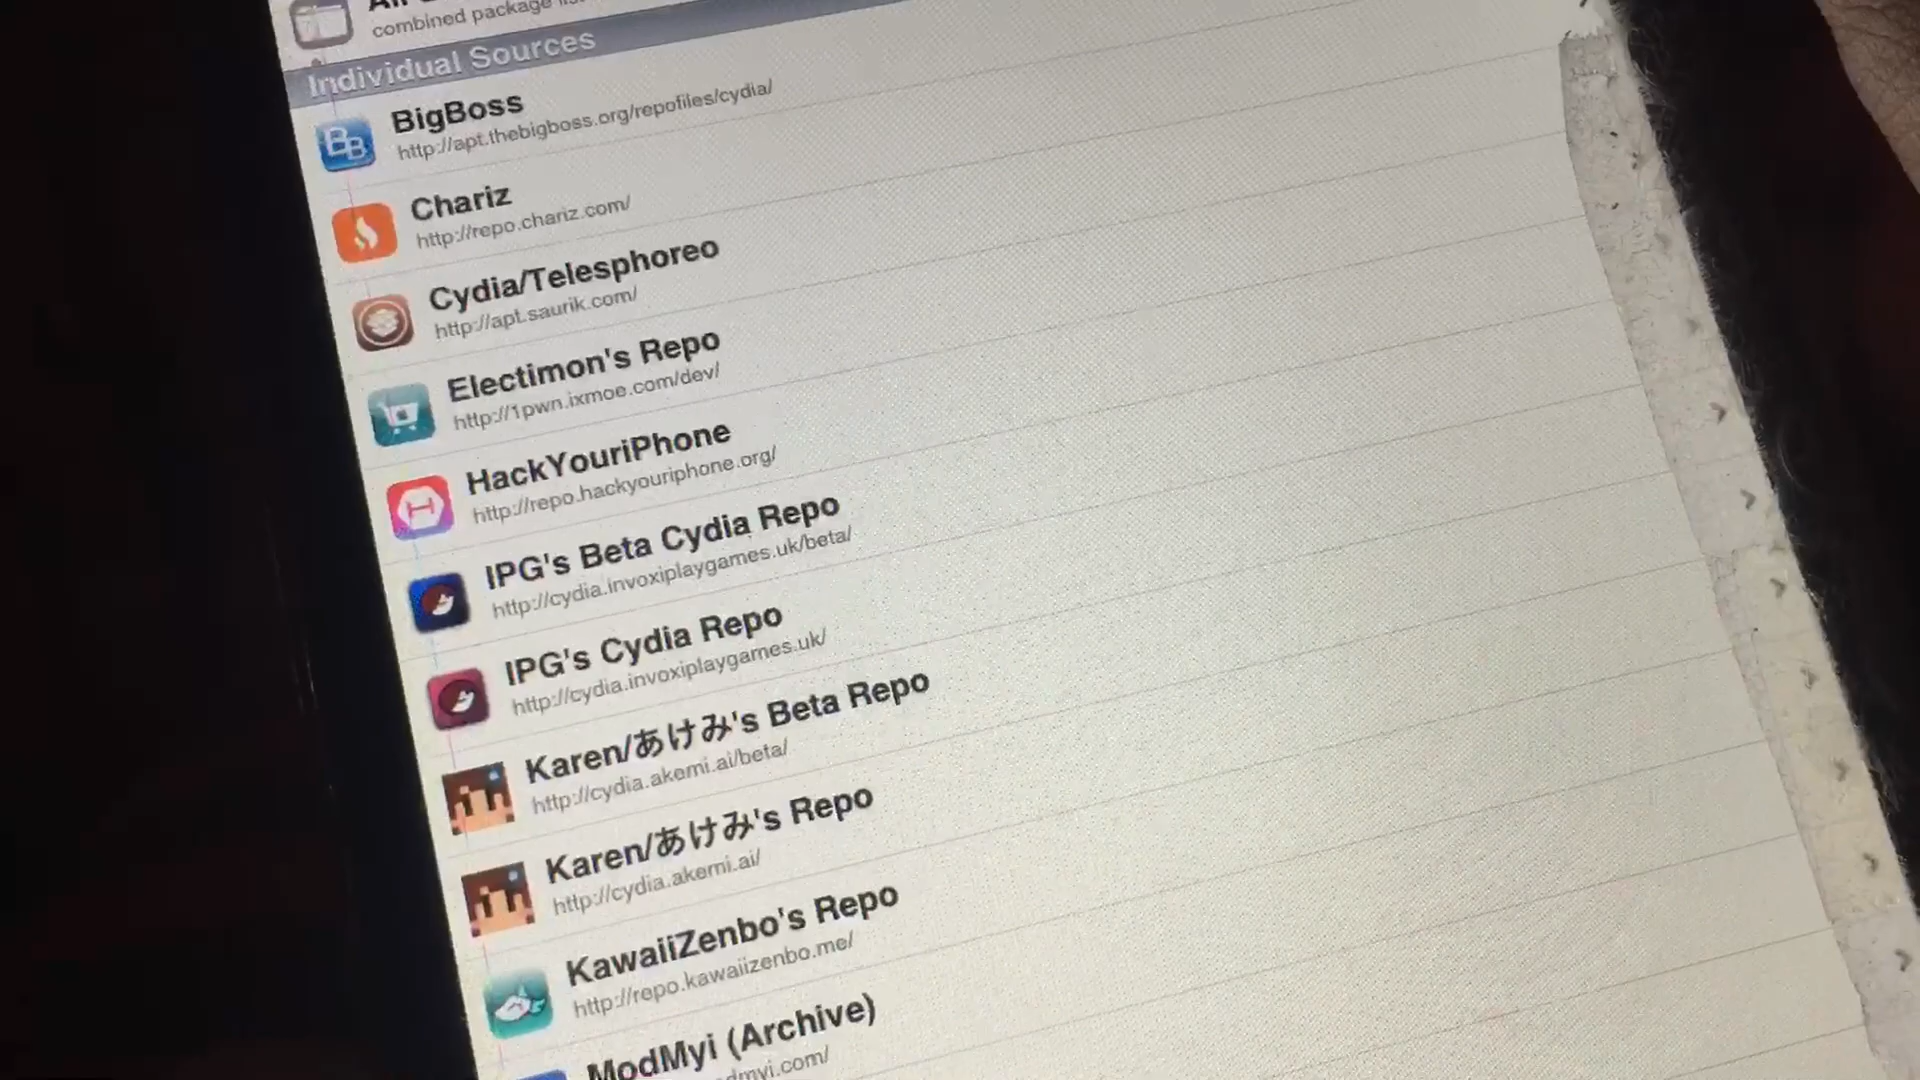 combined package
Individual Sources
BigBoss
http://apt.thebigboss.org/repofiles/cydia/
Chariz
http://repo.chariz.com/
Cydia/Telesphoreo
http://apt.saurik.com/
Electimon's Repo
http://1pwn.ixmoe.com/dev/
HackYouriPhone
http://repo.hackyouriphone.org/
IPG's Beta Cydia Repo
http://cydia.invoxiplaygames.uk/beta/
IPG's Cydia Repo
http://cydia.invoxiplaygames.uk/
Karen/あけみ's Beta Repo
http://cydia.akemi.ai/beta/
Karen/あけみ's Repo
http://cydia.akemi.ai/
KawaiiZenbo's Repo
http://repo.kawaiizenbo.me/
ModMyi (Archive)
dmyi.com/